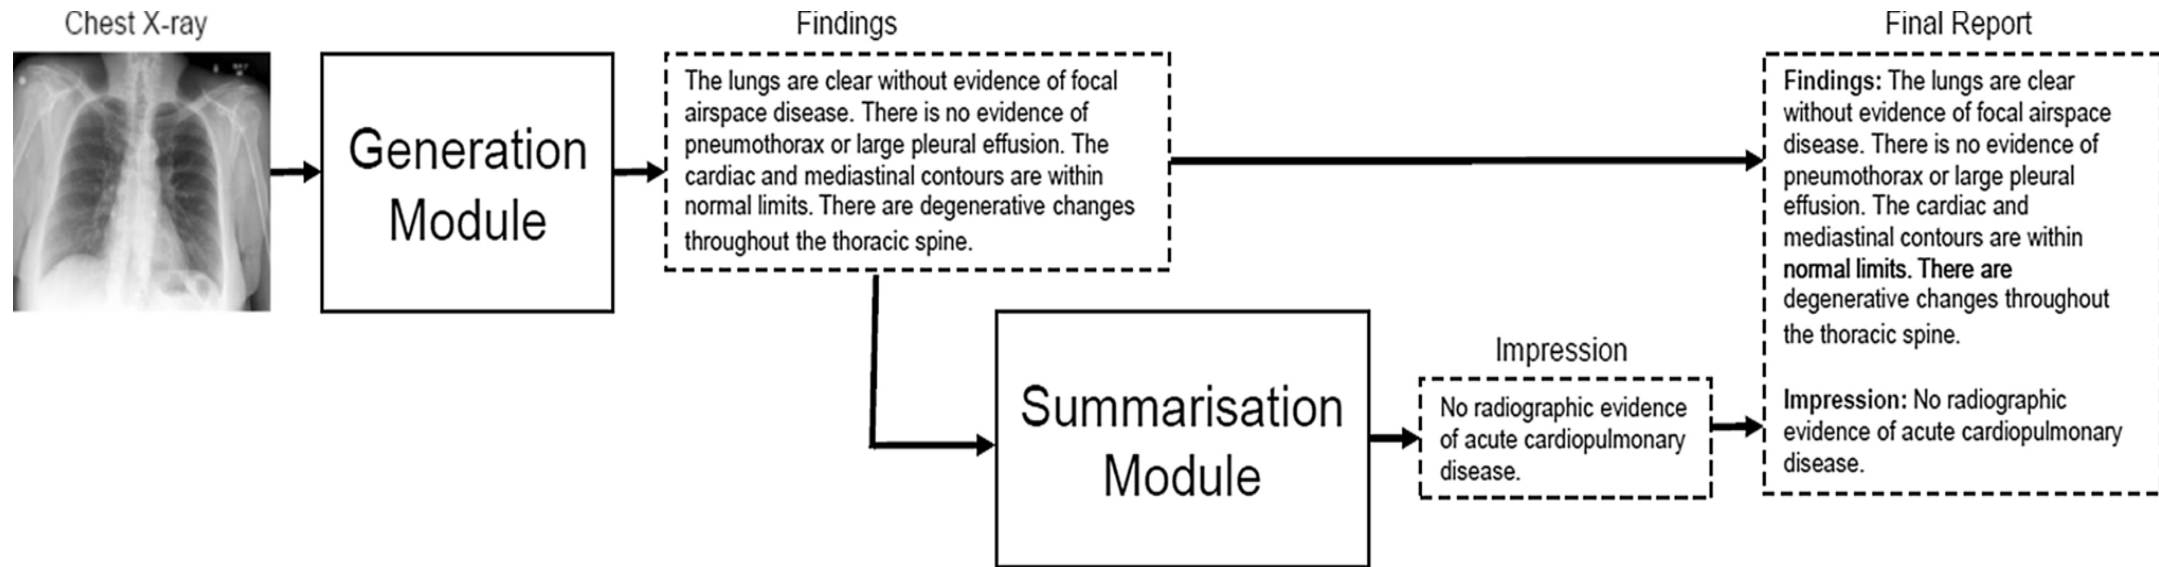 Chest X-ray
Generation
Module
Findings
The lungs are clear without evidence of focal
airspace disease. There is no evidence of
pneumothorax or large pleural effusion. The
cardiac and mediastinal contours are within
normal limits. There are degenerative changes
throughout the thoracic spine.
Summarisation
Module
Impression
No radiographic evidence
of acute cardiopulmonary
disease.
Final Report
Findings: The lungs are clear
without evidence of focal airspace
disease. There is no evidence of
pneumothorax or large pleural
effusion. The cardiac and
mediastinal contours are within
normal limits. There are
degenerative changes throughout
the thoracic spine.
Impression: No radiographic
evidence of acute cardiopulmonary
disease.